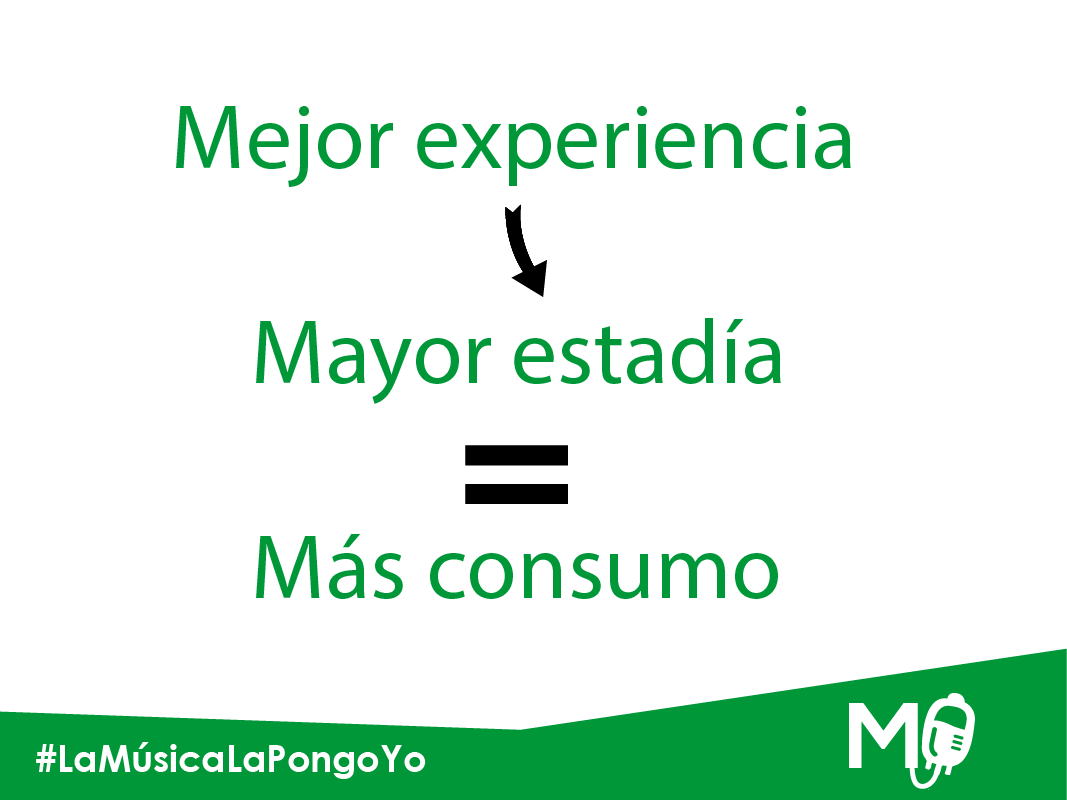 Mejor experiencia
Mayor estadía
=
Más consumo
#LaMúsicaLaPongoYo
M